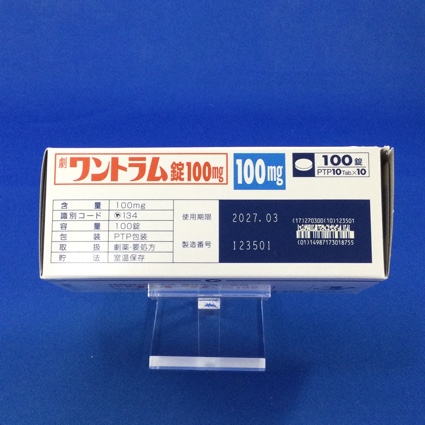 劇 ワントラム錠100mg
100mg
100錠
PTP10Tab.×10
含量 100mg
識別コード 134
容量 100錠
包装 PTP包装
取扱 劇薬・要処方
貯法 室温保存
使用期限 2027.03
製造番号 123501
(17)270300(10)123501
(01)14987173018755